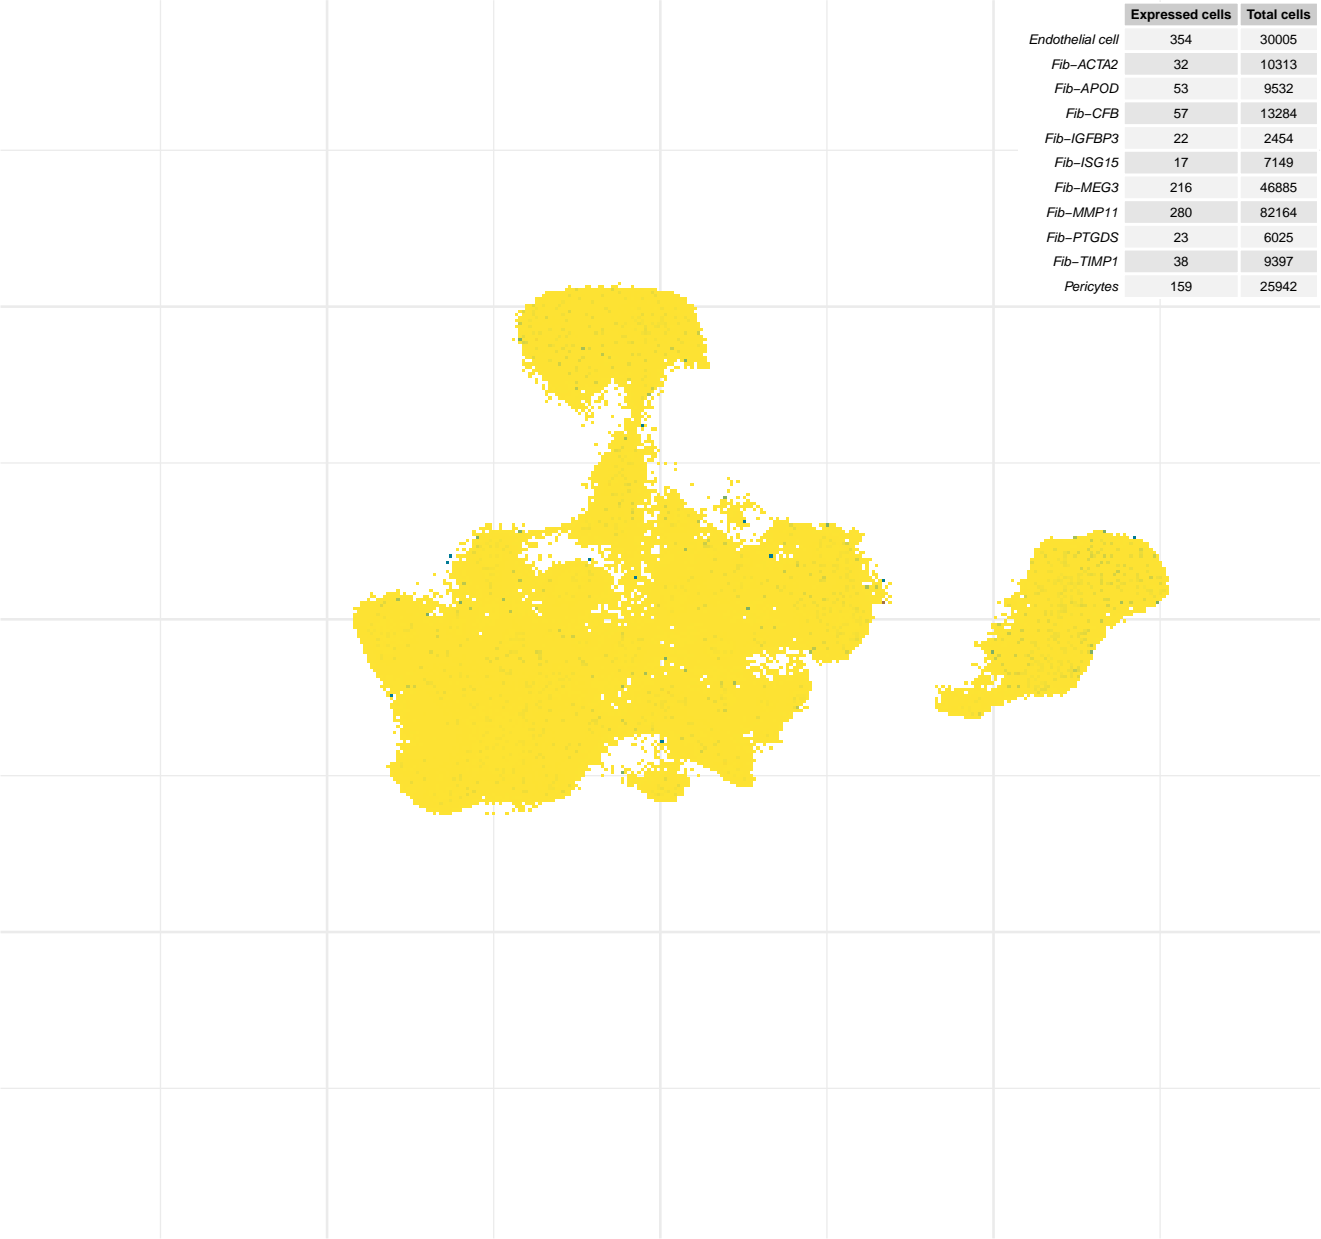 Expressed cells Total cells
Endothelial cell 354 30005
Fib−ACTA2 32 10313
Fib−APOD 53 9532
Fib−CFB 57 13284
Fib−IGFBP3 22 2454
Fib−ISG15 17 7149
Fib−MEG3 216 46885
Fib−MMP11 280 82164
Fib−PTGDS 23 6025
Fib−TIMP1 38 9397
Pericytes 159 25942